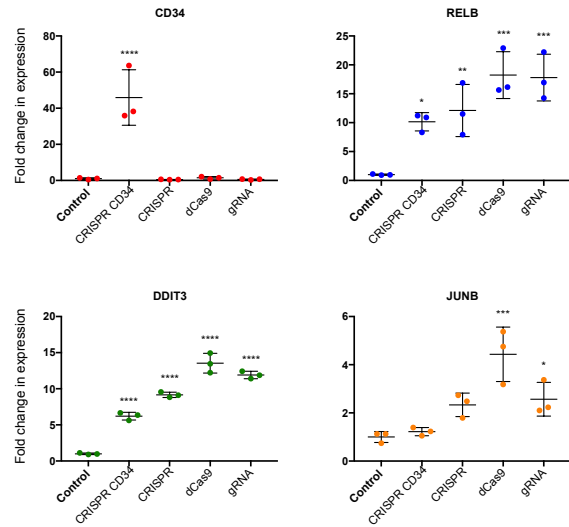 CD34
Fold change in expression
80
60
40
20
0
****
Control
CRISPR CD34
CRISPR
dCas9
gRNA
RELB
25
20
15
10
5
0
*
**
***
***
Control
CRISPR CD34
CRISPR
dCas9
gRNA
DDIT3
Fold change in expression
20
15
10
5
0
****
****
****
****
Control
CRISPR CD34
CRISPR
dCas9
gRNA
JUNB
6
4
2
0
***
*
Control
CRISPR CD34
CRISPR
dCas9
gRNA